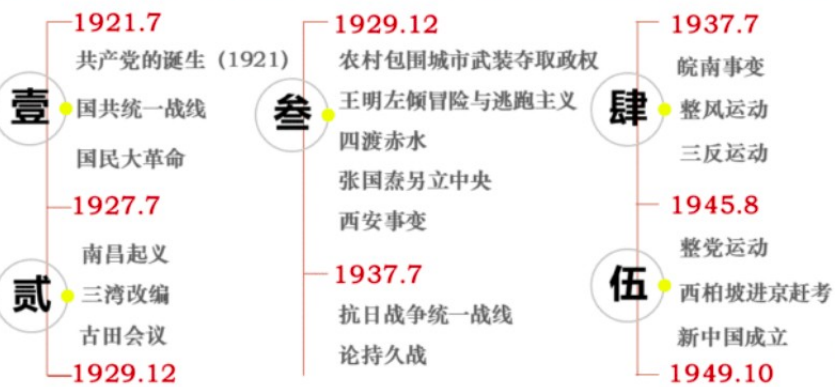 1921.7
共产党的诞生（1921）
壹
国共统一战线
国民大革命
1927.7
南昌起义
贰
三湾改编
古田会议
1929.12
1929.12
农村包围城市武装夺取政权
王明左倾冒险与逃跑主义
叁
四渡赤水
张国焘另立中央
西安事变
1937.7
抗日战争统一战线
论持久战
1937.7
皖南事变
肆
整风运动
三反运动
1945.8
整党运动
伍
西柏坡进京赶考
新中国成立
1949.10